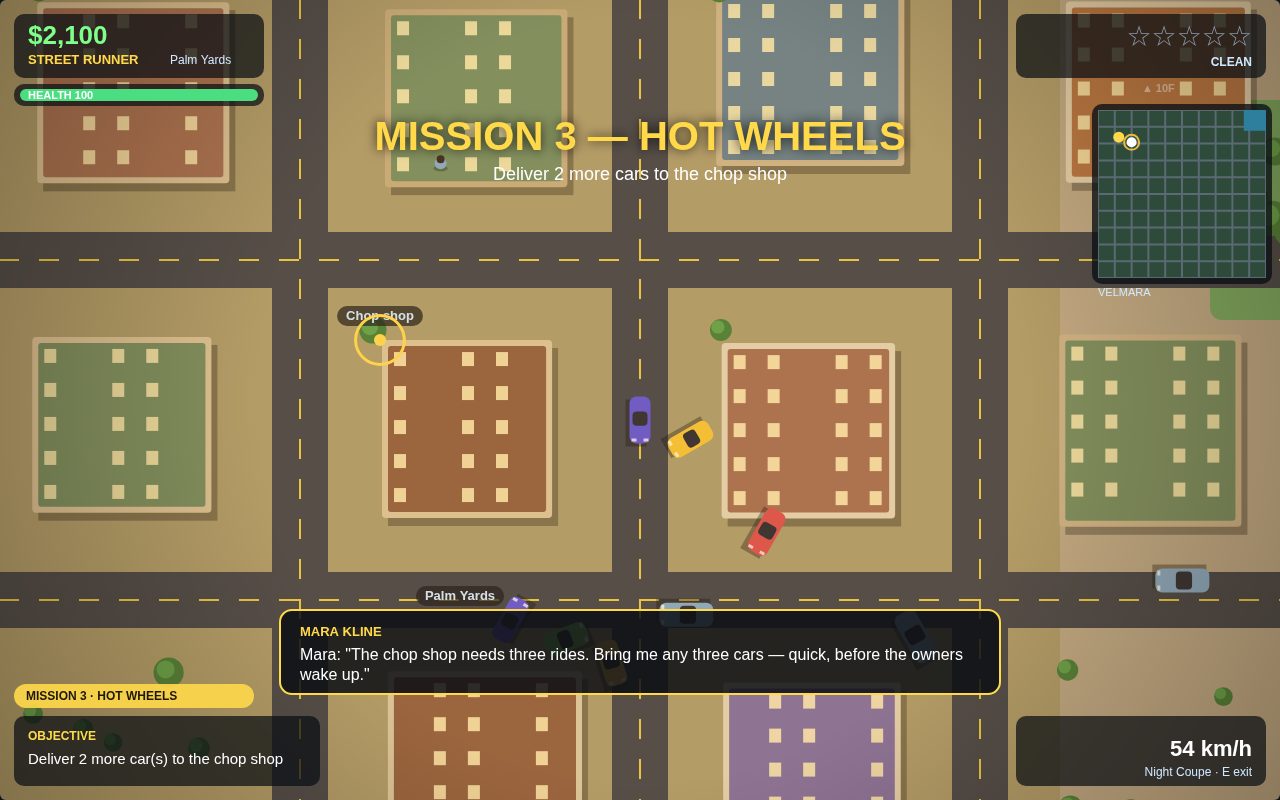 $2,100
STREET RUNNER Palm Yards
HEALTH 100
☆☆☆☆☆
CLEAN
▲ 10F
MISSION 3 — HOT WHEELS
Deliver 2 more cars to the chop shop
VELMARA
Chop shop
Palm Yards
MARA KLINE
Mara: "The chop shop needs three rides. Bring me any three cars — quick, before the owners
wake up."
MISSION 3 · HOT WHEELS
OBJECTIVE
Deliver 2 more car(s) to the chop shop
54 km/h
Night Coupe · E exit